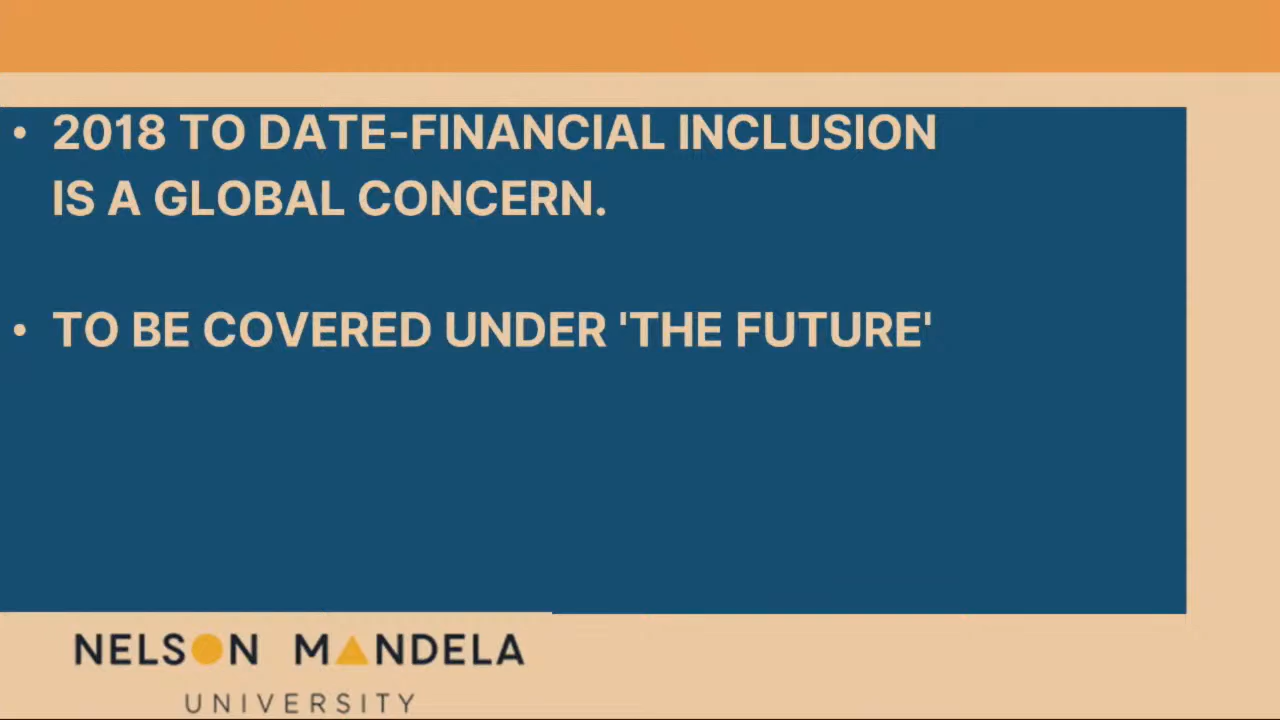 • 2018 TO DATE-FINANCIAL INCLUSION
IS A GLOBAL CONCERN.
• TO BE COVERED UNDER 'THE FUTURE'
NELSON MANDELA
UNIVERSITY